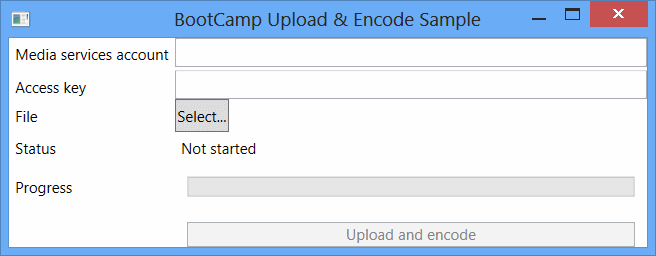 BootCamp Upload & Encode Sample
Media services account
Access key
File Select...
Status Not started
Progress
Upload and encode